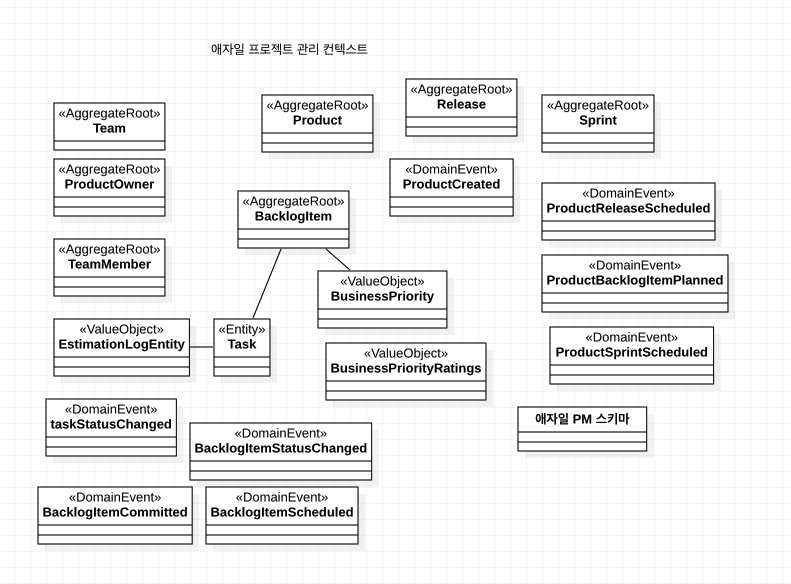 애자일 프로젝트 관리 컨텍스트
«AggregateRoot»
Team
«AggregateRoot»
Product
«AggregateRoot»
Release
«AggregateRoot»
Sprint
«AggregateRoot»
ProductOwner
«DomainEvent»
ProductCreated
«AggregateRoot»
BacklogItem
«DomainEvent»
ProductReleaseScheduled
«AggregateRoot»
TeamMember
«ValueObject»
BusinessPriority
«DomainEvent»
ProductBacklogItemPlanned
«ValueObject»
EstimationLogEntity
«Entity»
Task
«ValueObject»
BusinessPriorityRatings
«DomainEvent»
ProductSprintScheduled
«DomainEvent»
taskStatusChanged
«DomainEvent»
BacklogItemStatusChanged
애자일 PM 스키마
«DomainEvent»
BacklogItemCommitted
«DomainEvent»
BacklogItemScheduled